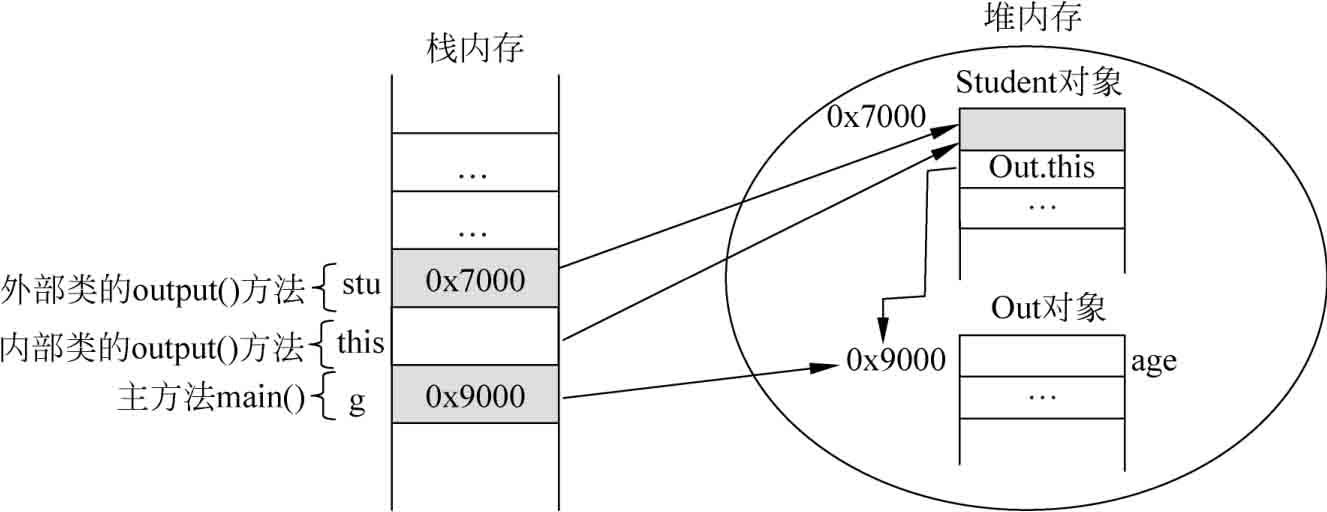 栈内存
堆内存
Student对象
0x7000
Out.this
…
…
…
外部类的output()方法 stu 0x7000
内部类的output()方法 this
主方法main() g 0x9000
Out对象
0x9000 age
…